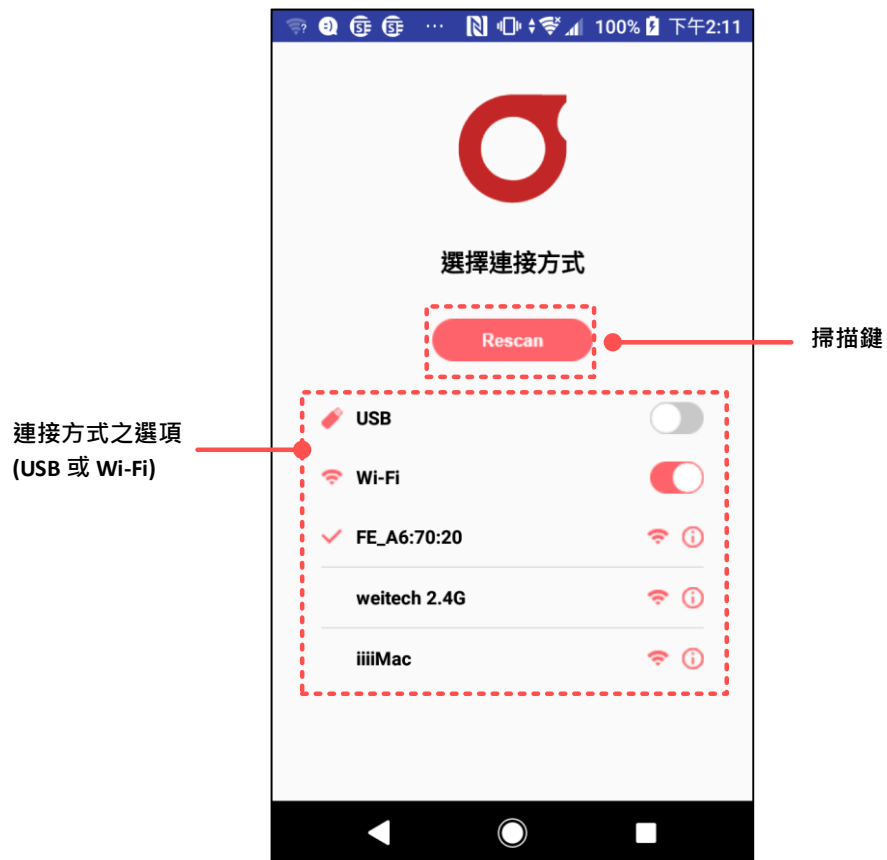 100% 下午2:11
選擇連接方式
Rescan
掃描鍵
連接方式之選項
(USB 或 Wi-Fi)
USB
Wi-Fi
FE_A6:70:20
weitech 2.4G
iiiiMac